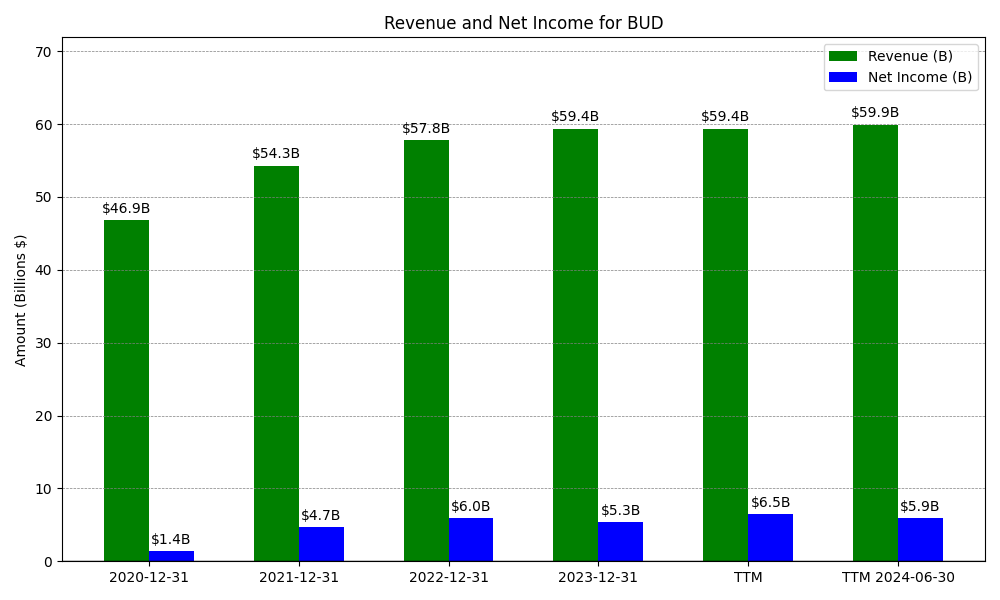 Revenue and Net Income for BUD
Revenue (B)
Net Income (B)
Amount (Billions $)
70
60
50
40
30
20
10
0
$46.9B
$1.4B
$54.3B
$4.7B
$57.8B
$6.0B
$59.4B
$5.3B
$59.4B
$6.5B
$59.9B
$5.9B
2020-12-31
2021-12-31
2022-12-31
2023-12-31
TTM
TTM 2024-06-30